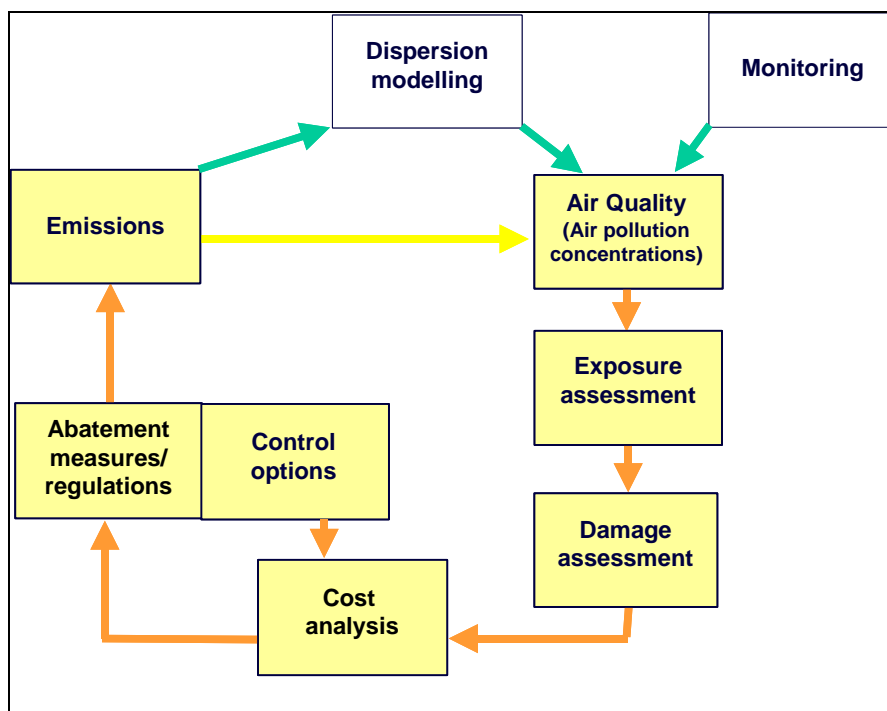 Dispersion
modelling
Monitoring
Emissions
Air Quality
(Air pollution
concentrations)
Exposure
assessment
Abatement
measures/
regulations
Control
options
Damage
assessment
Cost
analysis